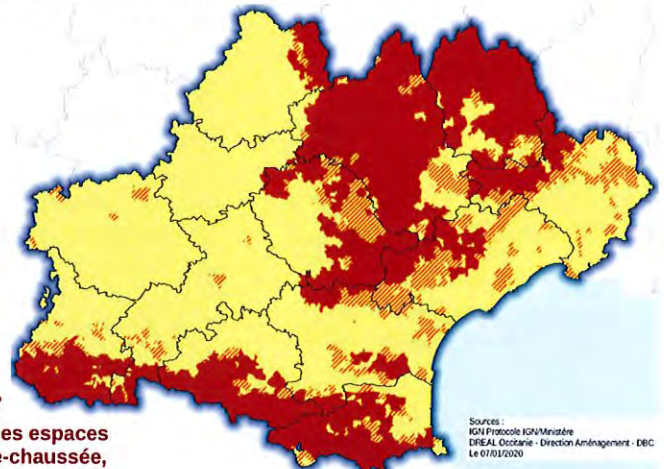 es espaces
-chaussée,
Sources :
IGN Protocole IGN/Ministère
DREAL Occitanie - Direction Aménagement - DBC
Le 07/01/2020